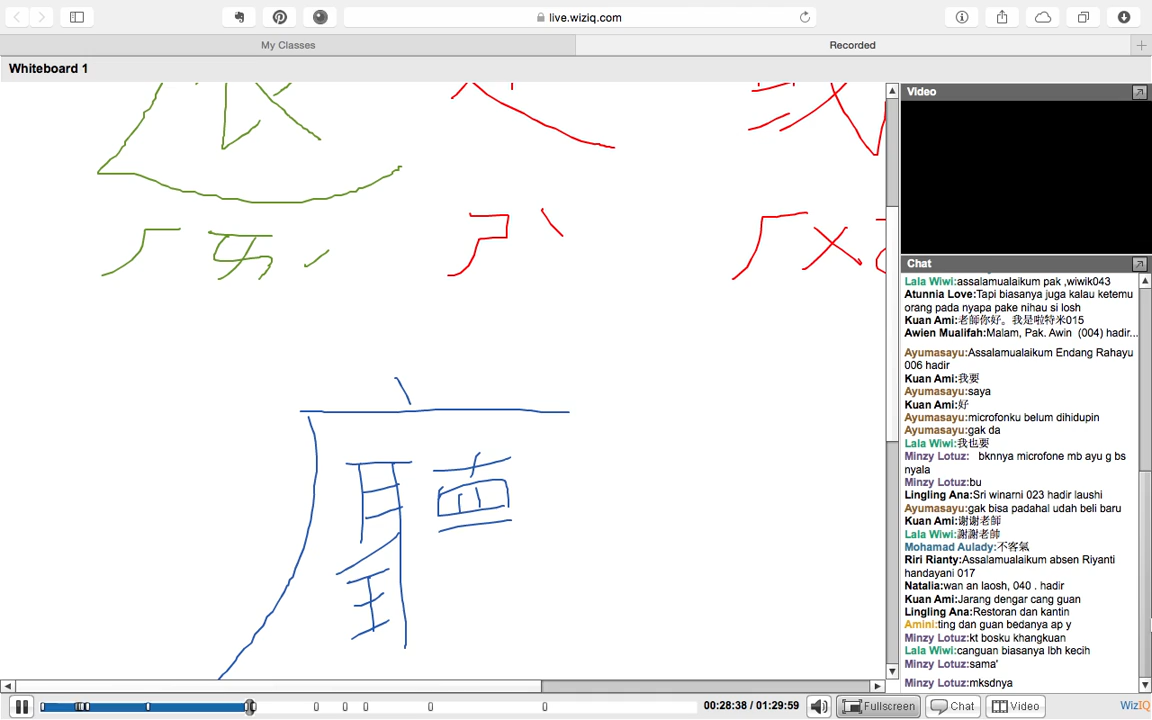 live.wiziq.com
My Classes
Recorded
Whiteboard 1
ㄏㄠˇ
ㄕˋ
ㄏㄨ
Video
Chat
Lala Wiwi:assalamualaikum pak ,wiwik043
Atunnia Love:Tapi biasanya juga kalau ketemu
orang pada nyapa pake nihau si losh
Kuan Ami:老師你好。我是啦特米015
Awien Mualifah:Malam, Pak. Awin (004) hadir...
Ayumasayu:Assalamualaikum Endang Rahayu
006 hadir
Kuan Ami:我要
Ayumasayu:saya
Kuan Ami:好
Ayumasayu:microfonku belum dihidupin
Ayumasayu:gak da
Lala Wiwi:我也要
Minzy Lotuz: bknnya microfone mb ayu g bs
nyala
Minzy Lotuz:bu
Lingling Ana:Sri winarni 023 hadir laushi
Ayumasayu:gak bisa padahal udah beli baru
Kuan Ami:謝謝老師
Lala Wiwi:謝謝老師
Mohamad Aulady:不客氣
Riri Rianty:Assalamualaikum absen Riyanti
handayani 017
Natalia:wan an laosh, 040 . hadir
Kuan Ami:Jarang dengar cang guan
Lingling Ana:Restoran dan kantin
Amini:ting dan guan bedanya ap y
Minzy Lotuz:kt bosku khangkuan
Lala Wiwi:canguan biasanya lbh kecih
Minzy Lotuz:sama'
Minzy Lotuz:mksdnya
00:28:38 / 01:29:59
Fullscreen
Chat
Video
WizIQ